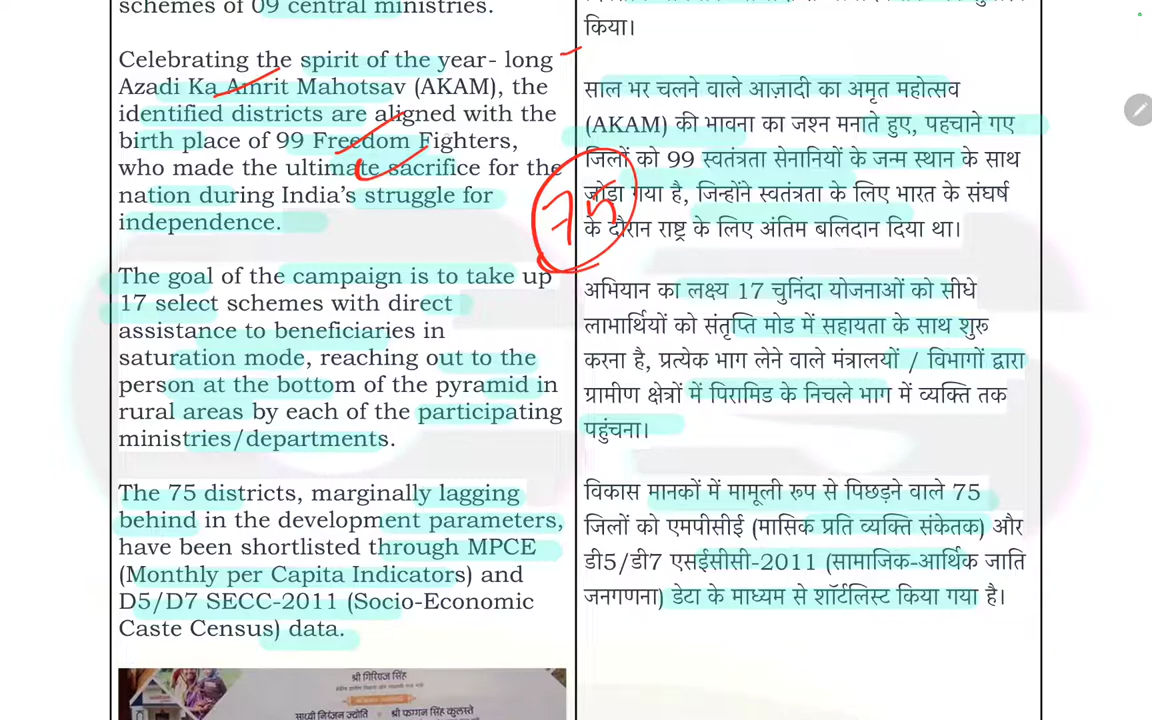 schemes of 09 central ministries.
Celebrating the spirit of the year- long
Azadi Ka Amrit Mahotsav (AKAM), the
identified districts are aligned with the
birth place of 99 Freedom Fighters,
who made the ultimate sacrifice for the
nation during India's struggle for
independence.
The goal of the campaign is to take up
17 select schemes with direct
assistance to beneficiaries in
saturation mode, reaching out to the
person at the bottom of the pyramid in
rural areas by each of the participating
ministries/departments.
The 75 districts, marginally lagging
behind in the development parameters,
have been shortlisted through MPCE
(Monthly per Capita Indicators) and
D5/D7 SECC-2011 (Socio-Economic
Caste Census) data.
श्री गिरिराज सिंह
साध्वी निरंजन ज्योति • श्री फग्गन सिंह कुलस्ते
75
किया।
साल भर चलने वाले आज़ादी का अमृत महोत्सव
(AKAM) की भावना का जश्न मनाते हुए, पहचाने गए
जिलों को 99 स्वतंत्रता सेनानियों के जन्म स्थान के साथ
जोड़ा गया है, जिन्होंने स्वतंत्रता के लिए भारत के संघर्ष
के दौरान राष्ट्र के लिए अंतिम बलिदान दिया था।
अभियान का लक्ष्य 17 चुनिंदा योजनाओं को सीधे
लाभार्थियों को संतृप्ति मोड में सहायता के साथ शुरू
करना है, प्रत्येक भाग लेने वाले मंत्रालयों / विभागों द्वारा
ग्रामीण क्षेत्रों में पिरामिड के निचले भाग में व्यक्ति तक
पहुंचना।
विकास मानकों में मामूली रूप से पिछड़ने वाले 75
जिलों को एमपीसीई (मासिक प्रति व्यक्ति संकेतक) और
डी5/डी7 एसईसीसी-2011 (सामाजिक-आर्थिक जाति
जनगणना) डेटा के माध्यम से शॉर्टलिस्ट किया गया है।